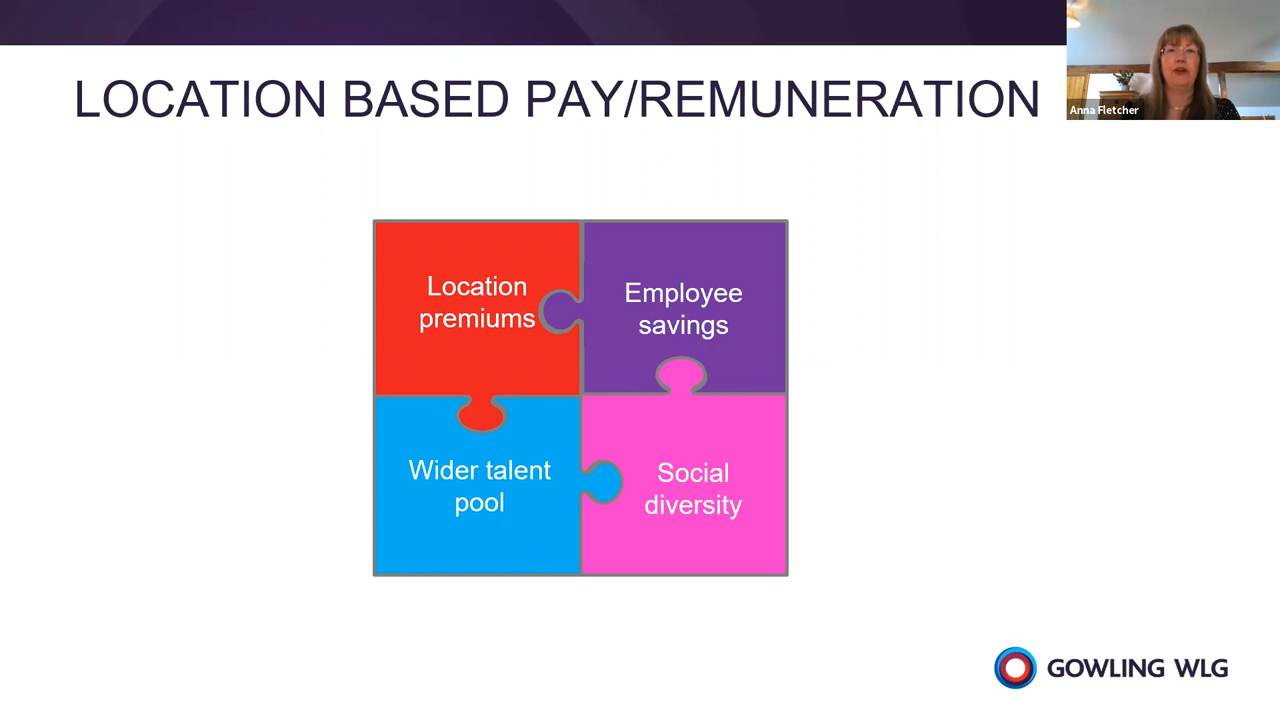 LOCATION BASED PAY/REMUNERATION
Anna Fletcher
Location
premiums
Employee
savings
Wider talent
pool
Social
diversity
GOWLING WLG